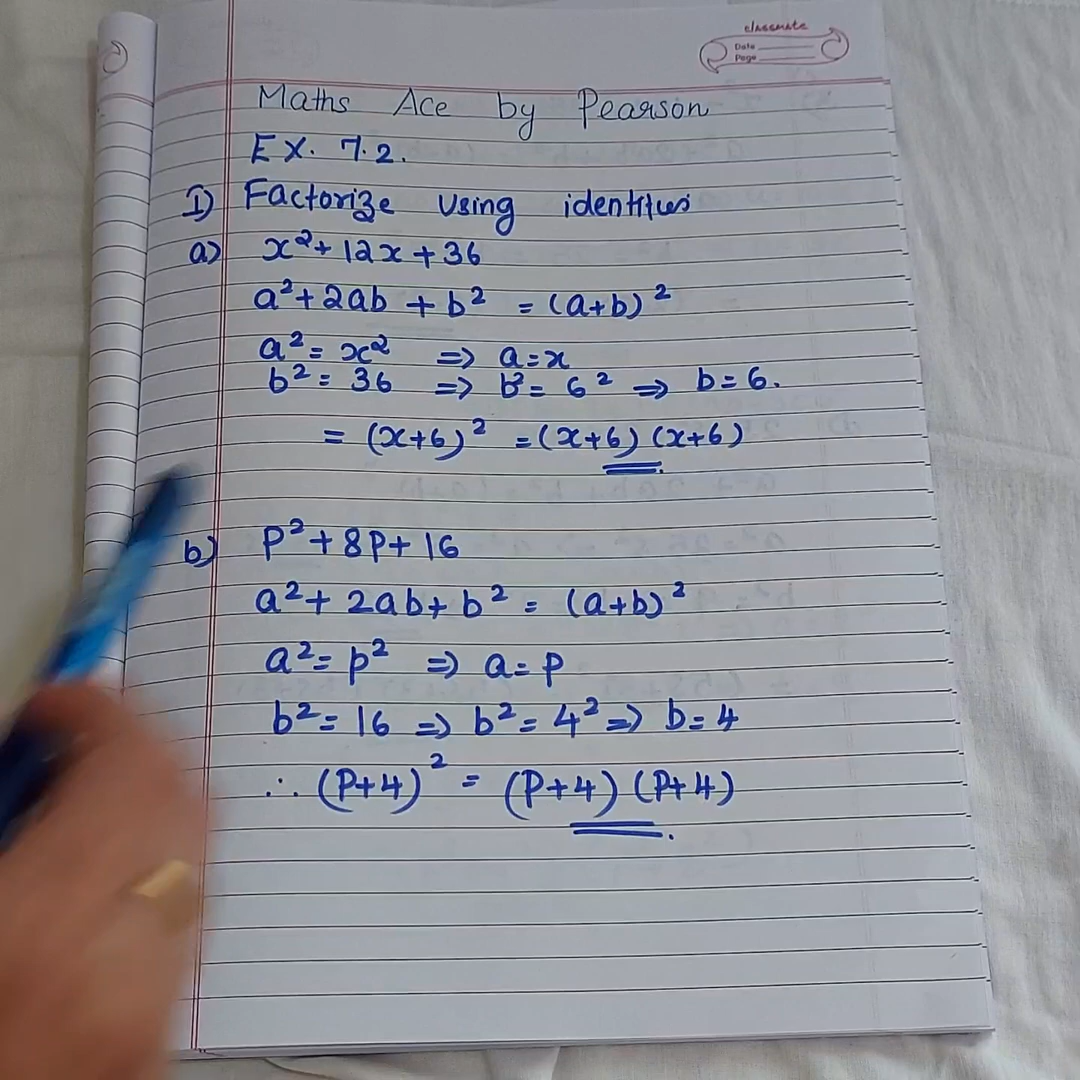 classmate
Date
Page
Maths Ace by Pearson
EX. 7.2.
1) Factorize using identities
a) x² + 12x + 36
a² + 2ab + b² = (a+b)²
a² = x² => a = x
b² = 36 => b² = 6² => b = 6.
= (x+6)² = (x+6) (x+6)
b) p² + 8p + 16
a² + 2ab + b² = (a+b)²
a² = p² => a = p
b² = 16 => b² = 4² => b = 4
∴ (p+4)² = (p+4) (p+4)